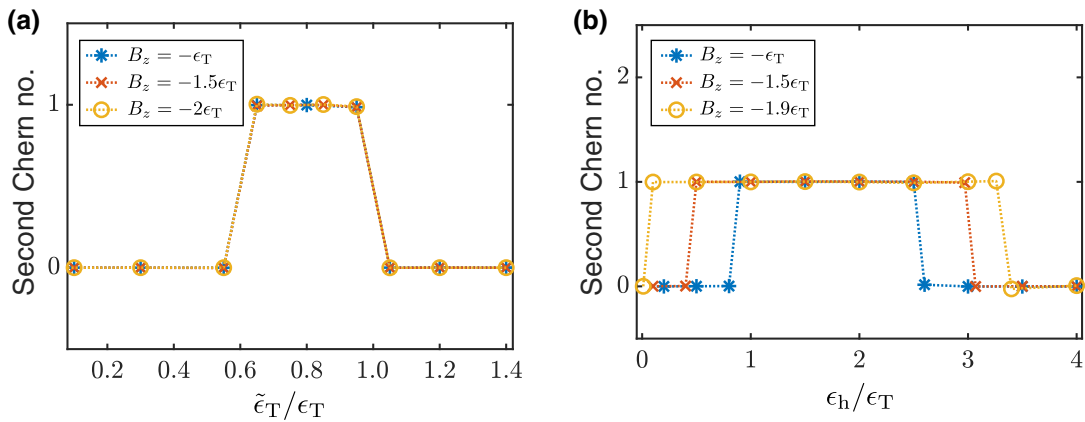 (a)
Second Chern no.
1
0
B_z = −ϵ_T
B_z = −1.5ϵ_T
B_z = −2ϵ_T
0.2 0.4 0.6 0.8 1.0 1.2 1.4
ϵ̃_T/ϵ_T
(b)
Second Chern no.
2
1
0
B_z = −ϵ_T
B_z = −1.5ϵ_T
B_z = −1.9ϵ_T
0 1 2 3 4
ϵ_h/ϵ_T